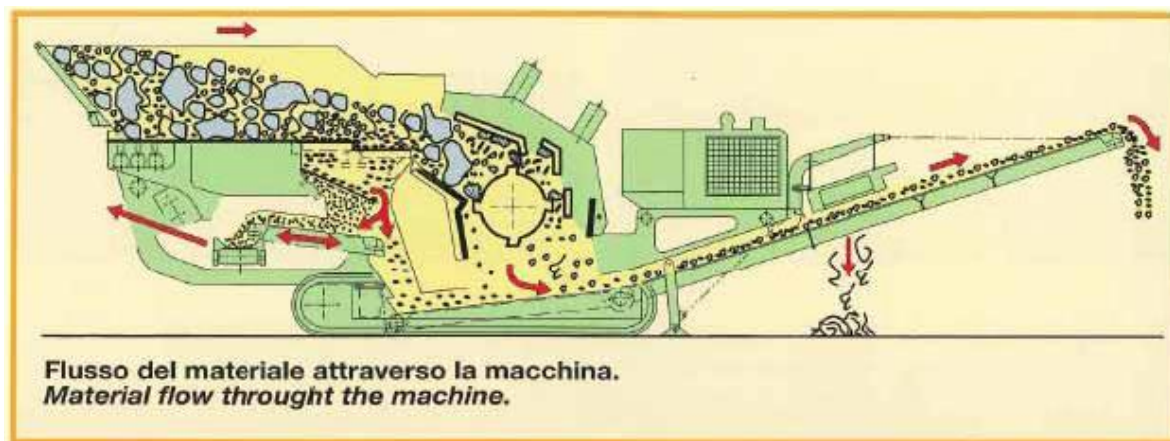 Flusso del materiale attraverso la macchina.
Material flow throught the machine.